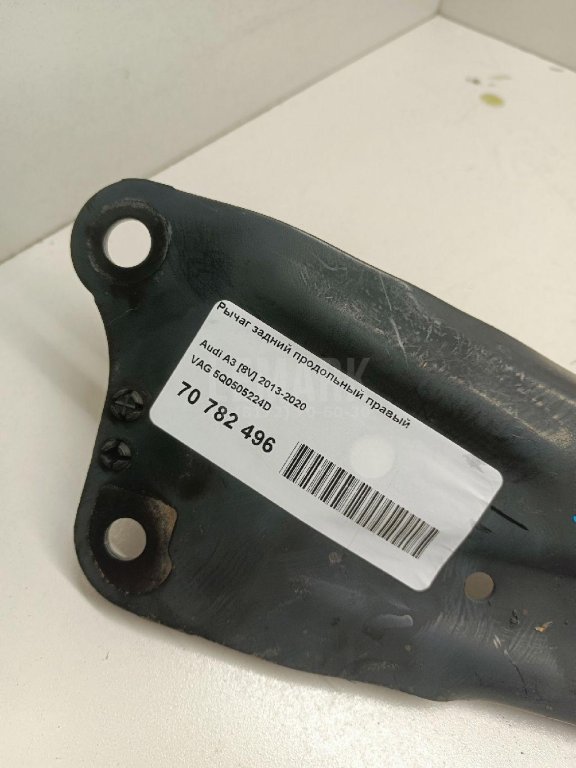 Рычаг задний продольный правый
Audi A3 [8V] 2013-2020
VAG 5Q0505224D
70 782 496